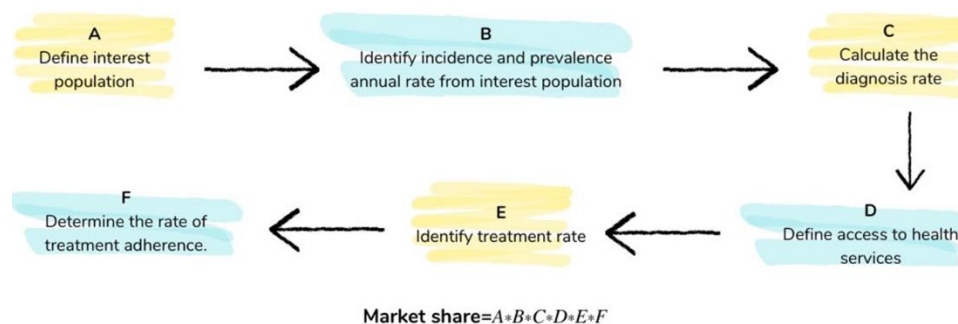 A
Define interest
population
B
Identify incidence and prevalence
annual rate from interest population
C
Calculate the
diagnosis rate
D
Define access to health
services
E
Identify treatment rate
F
Determine the rate of
treatment adherence.
Market share=A*B*C*D*E*F